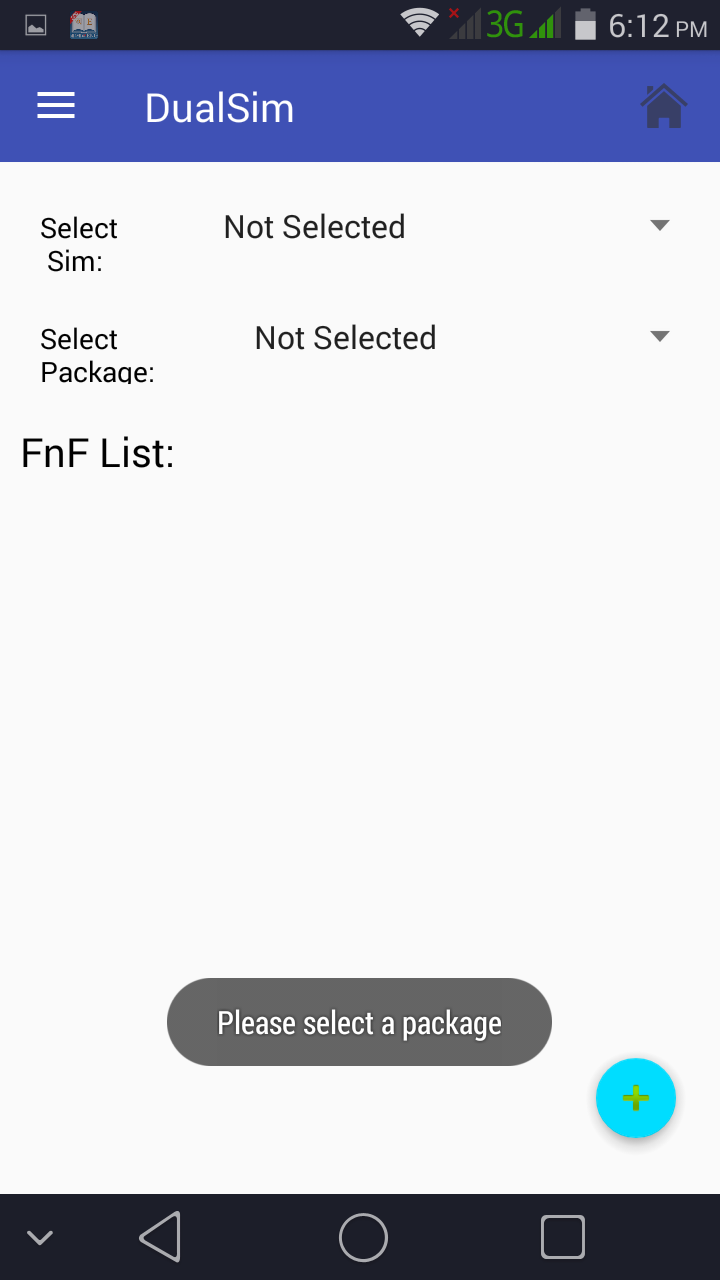 3G 6:12 PM
DualSim
Select
Sim:
Not Selected
Select
Package:
Not Selected
FnF List:
Please select a package